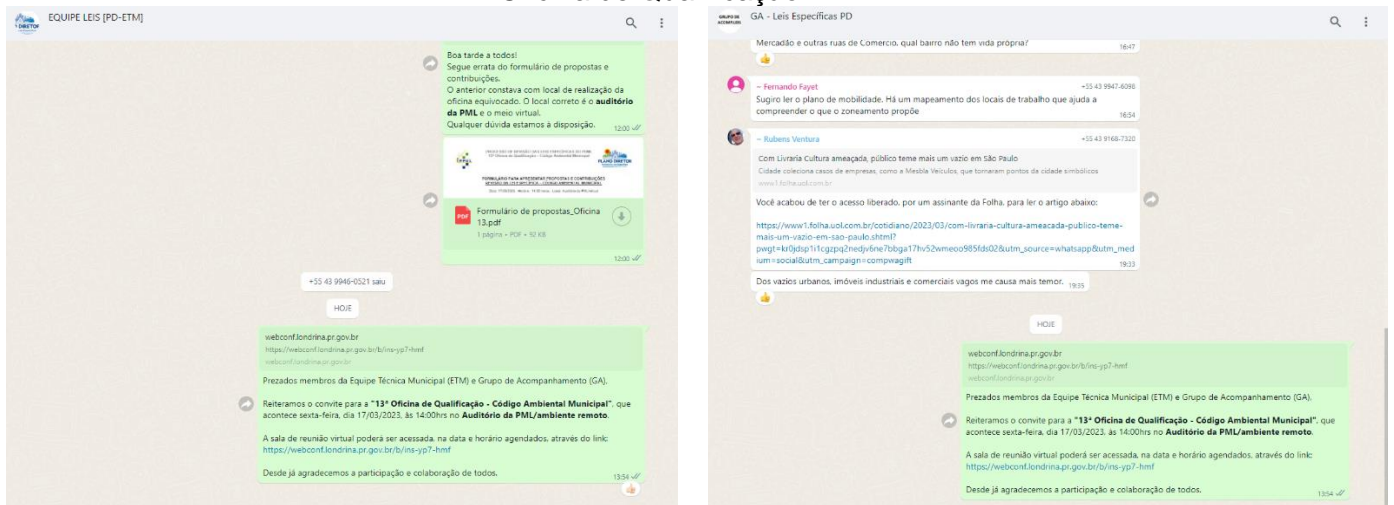 EQUIPE LEIS [PD-ETM]
Boa tarde a todos!
Segue errata do formulário de propostas e
contribuições.
O anterior constava com local de realização da
oficina equivocado. O local correto é o auditório
da PML e o meio virtual.
Qualquer dúvida estamos à disposição.
12:00
FORMULÁRIO PARA APRESENTAR PROPOSTAS E CONTRIBUIÇÕES
PDF
Formulário de propostas_Oficina
13.pdf
1 página • PDF • 92 KB
12:00
+55 43 9946-0521 saiu
HOJE
webconf.londrina.pr.gov.br
https://webconf.londrina.pr.gov.br/b/ins-yp7-hmf
webconf.londrina.pr.gov.br
Prezados membros da Equipe Técnica Municipal (ETM) e Grupo de Acompanhamento (GA),
Reiteramos o convite para a "13ª Oficina de Qualificação - Código Ambiental Municipal", que
acontece sexta-feira, dia 17/03/2023, às 14:00hrs no Auditório da PML/ambiente remoto.
A sala de reunião virtual poderá ser acessada, na data e horário agendados, através do link:
https://webconf.londrina.pr.gov.br/b/ins-yp7-hmf
Desde já agradecemos a participação e colaboração de todos.
13:54
GA - Leis Específicas PD
Mercadão e outras ruas de Comercio, qual bairro não tem vida própria?
16:47
~ Fernando Fayet
+55 43 9947-6098
Sugiro ler o plano de mobilidade. Há um mapeamento dos locais de trabalho que ajuda a
compreender o que o zoneamento propõe
16:54
~ Rubens Ventura
+55 43 9168-7320
Com Livraria Cultura ameaçada, público teme mais um vazio em São Paulo
Cidade coleciona casos de empresas, como a Mesbla Veículos, que tornaram pontos da cidade simbólicos
www1.folha.uol.com.br
Você acabou de ter o acesso liberado, por um assinante da Folha, para ler o artigo abaixo:
https://www1.folha.uol.com.br/cotidiano/2023/03/com-livraria-cultura-ameacada-publico-teme-
mais-um-vazio-em-sao-paulo.shtml?
19:35
Dos vazios urbanos, imóveis industriais e comerciais vagos me causa mais temor.
19:35
HOJE
webconf.londrina.pr.gov.br
https://webconf.londrina.pr.gov.br/b/ins-yp7-hmf
webconf.londrina.pr.gov.br
Prezados membros da Equipe Técnica Municipal (ETM) e Grupo de Acompanhamento (GA),
Reiteramos o convite para a "13ª Oficina de Qualificação - Código Ambiental Municipal", que
acontece sexta-feira, dia 17/03/2023, às 14:00hrs no Auditório da PML/ambiente remoto.
A sala de reunião virtual poderá ser acessada, na data e horário agendados, através do link:
https://webconf.londrina.pr.gov.br/b/ins-yp7-hmf
Desde já agradecemos a participação e colaboração de todos.
13:54